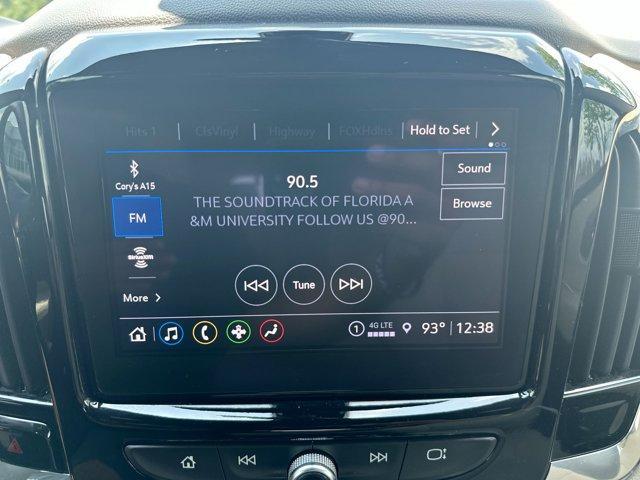 Hits 1 ClsVinyl Highway FOXHdlns Hold to Set
Cory's A15
90.5
Sound
THE SOUNDTRACK OF FLORIDA A
&M UNIVERSITY FOLLOW US @90...
FM
Browse
SiriusXM
Tune
More
1 4G LTE 93° 12:38